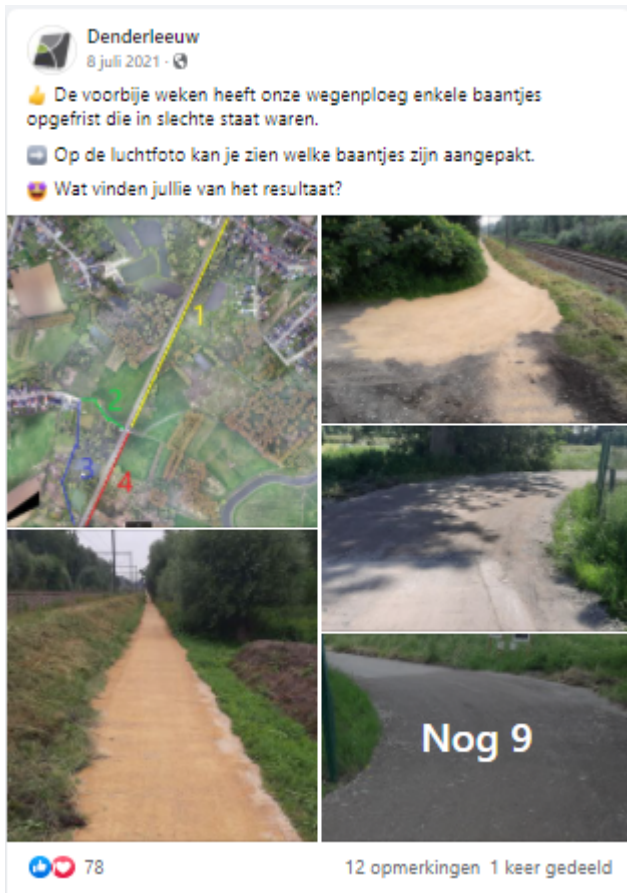 Denderleeuw
8 juli 2021 ·
👍 De voorbije weken heeft onze wegenploeg enkele baantjes
opgefrist die in slechte staat waren.
➡️ Op de luchtfoto kan je zien welke baantjes zijn aangepakt.
🤩 Wat vinden jullie van het resultaat?
1
2
3
4
Nog 9
78
12 opmerkingen 1 keer gedeeld